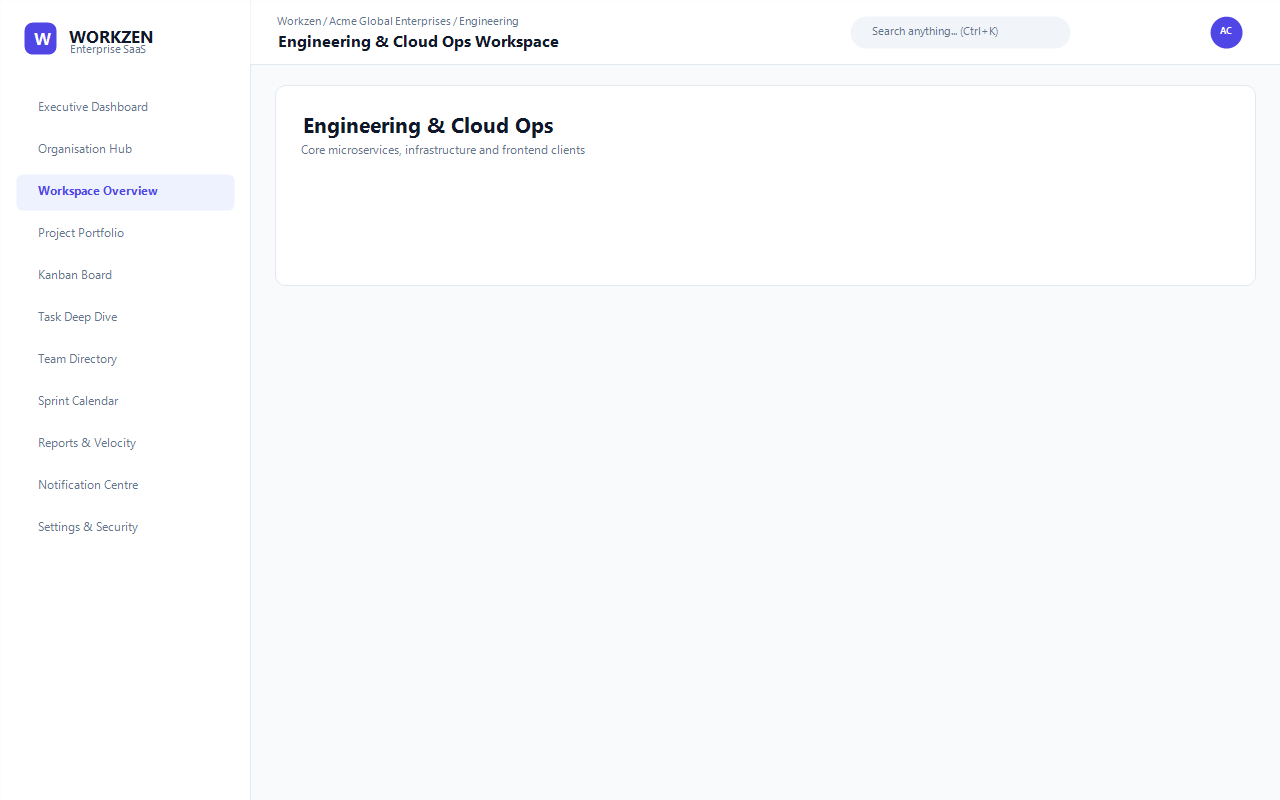 W
WORKZEN
Enterprise SaaS
Executive Dashboard
Organisation Hub
Workspace Overview
Project Portfolio
Kanban Board
Task Deep Dive
Team Directory
Sprint Calendar
Reports & Velocity
Notification Centre
Settings & Security
Workzen / Acme Global Enterprises / Engineering
Engineering & Cloud Ops Workspace
Search anything... (Ctrl+K)
AC
Engineering & Cloud Ops
Core microservices, infrastructure and frontend clients